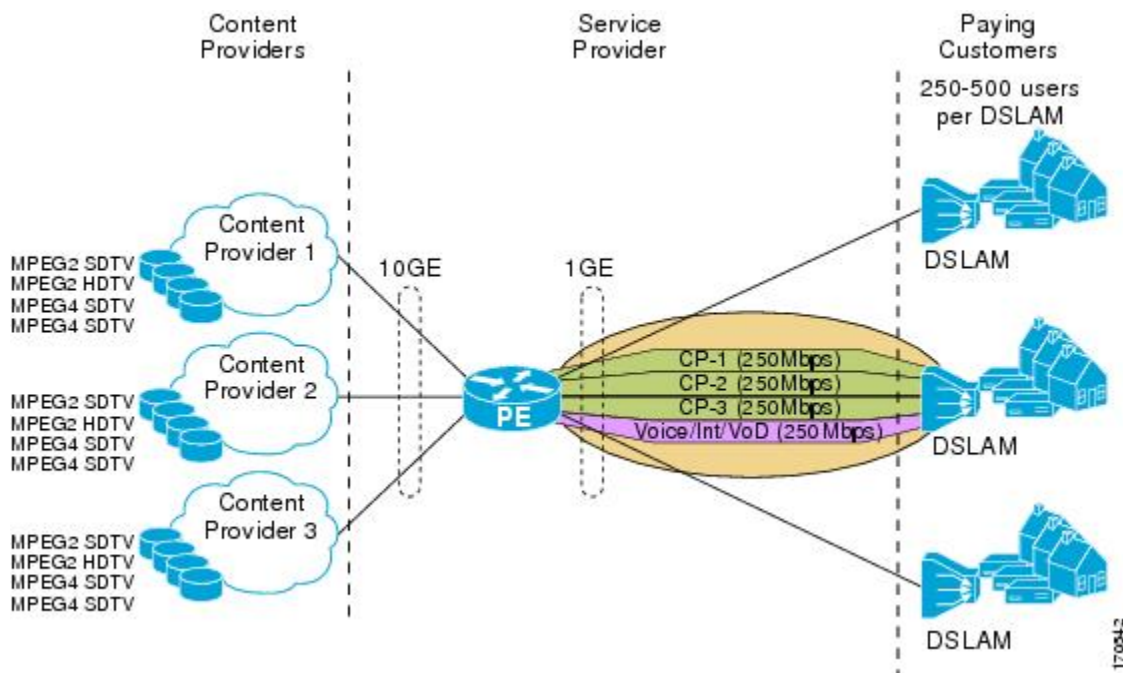 Content
Providers
Service
Provider
Paying
Customers
250-500 users
per DSLAM
Content
Provider 1
MPEG2 SDTV
MPEG2 HDTV
MPEG4 SDTV
MPEG4 SDTV
10GE
1GE
DSLAM
Content
Provider 2
MPEG2 SDTV
MPEG2 HDTV
MPEG4 SDTV
MPEG4 SDTV
PE
CP-1 (250Mbps)
CP-2 (250Mbps)
CP-3 (250Mbps)
Voice/Int/VoD (250 Mbps)
DSLAM
Content
Provider 3
MPEG2 SDTV
MPEG2 HDTV
MPEG4 SDTV
MPEG4 SDTV
DSLAM